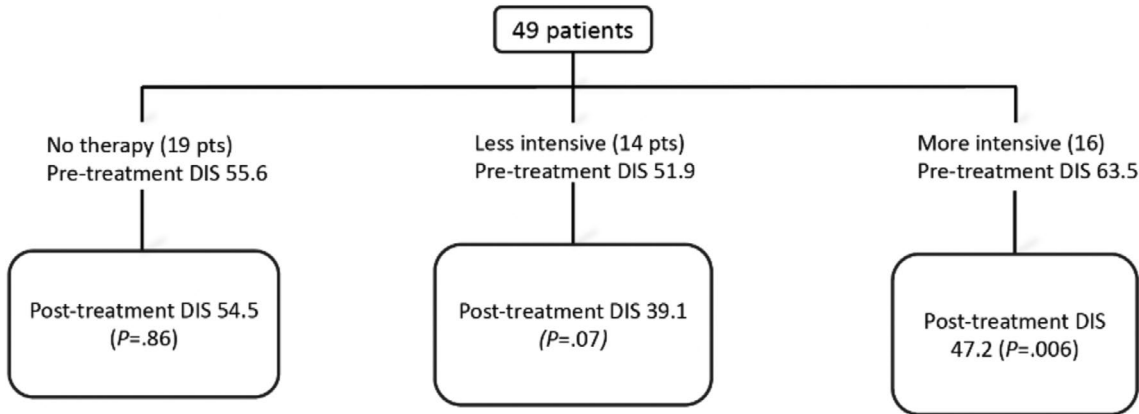 49 patients
No therapy (19 pts)
Pre-treatment DIS 55.6
Less intensive (14 pts)
Pre-treatment DIS 51.9
More intensive (16)
Pre-treatment DIS 63.5
Post-treatment DIS 54.5
(P=.86)
Post-treatment DIS 39.1
(P=.07)
Post-treatment DIS
47.2 (P=.006)